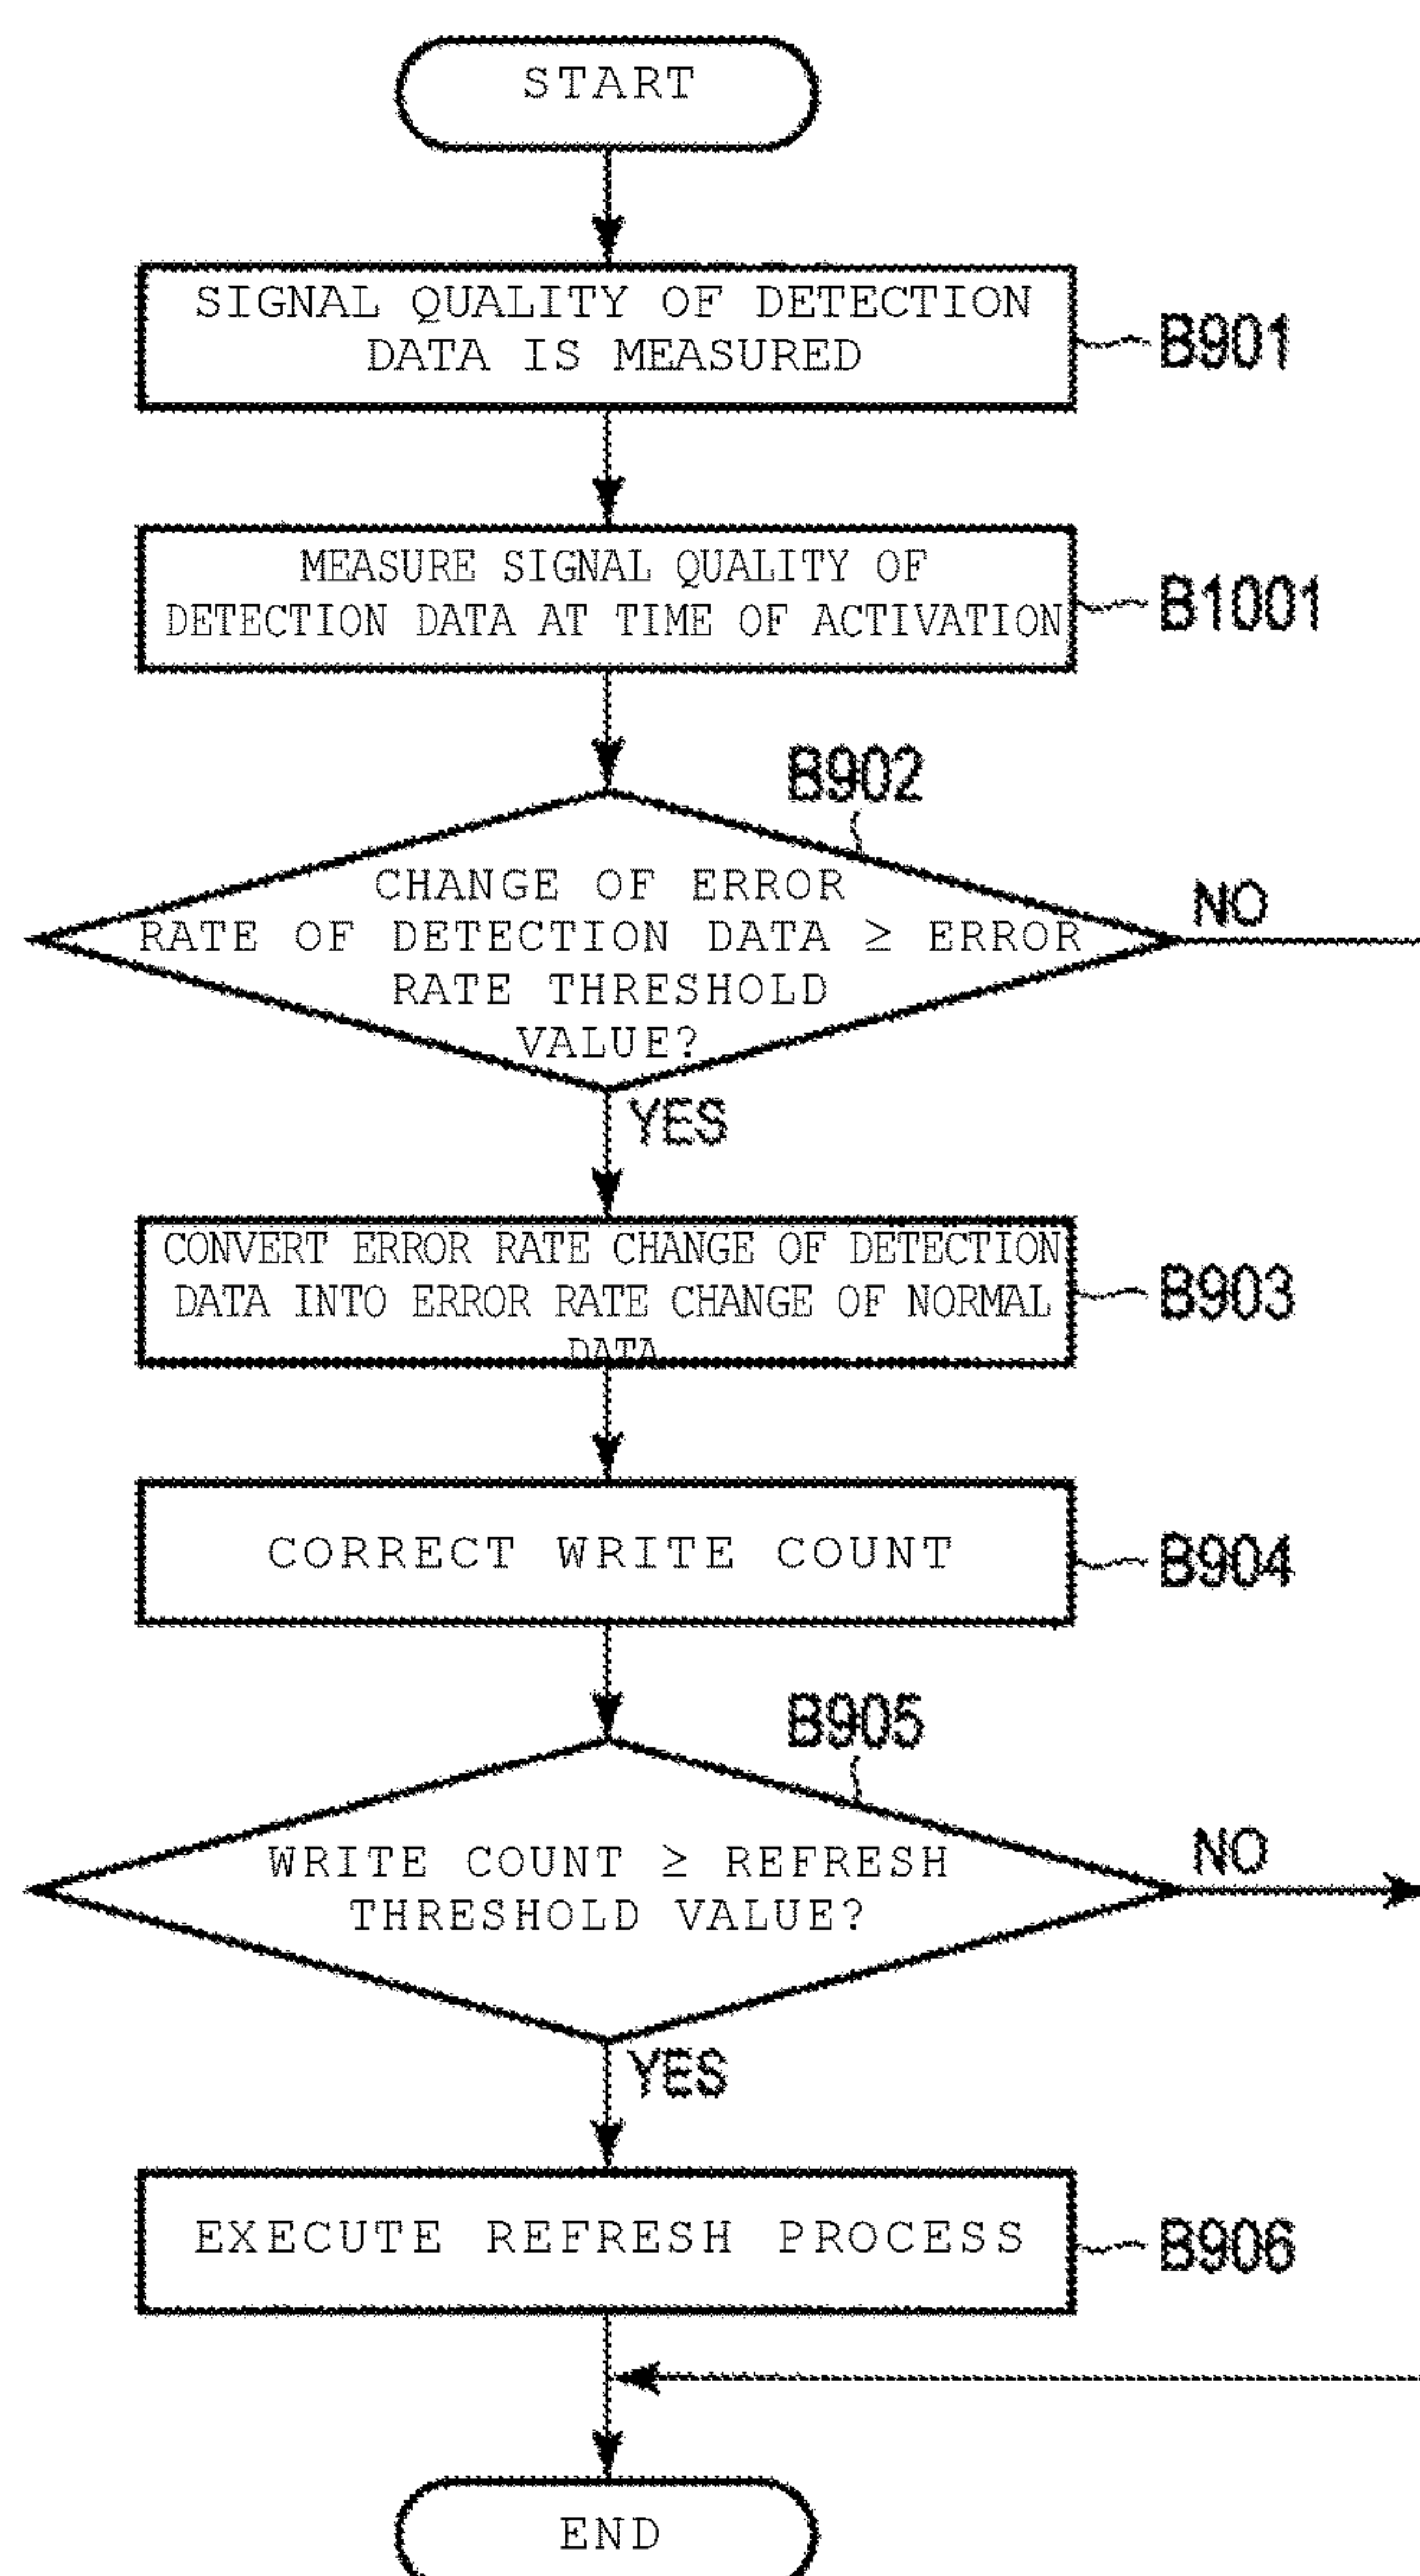 START
SIGNAL QUALITY OF DETECTION
DATA IS MEASURED
B901
MEASURE SIGNAL QUALITY OF
DETECTION DATA AT TIME OF ACTIVATION
B1001
B902
CHANGE OF ERROR
RATE OF DETECTION DATA ≥ ERROR
RATE THRESHOLD
VALUE?
NO
YES
CONVERT ERROR RATE CHANGE OF DETECTION
DATA INTO ERROR RATE CHANGE OF NORMAL
DATA
B903
CORRECT WRITE COUNT
B904
B905
WRITE COUNT ≥ REFRESH
THRESHOLD VALUE?
NO
YES
EXECUTE REFRESH PROCESS
B906
END